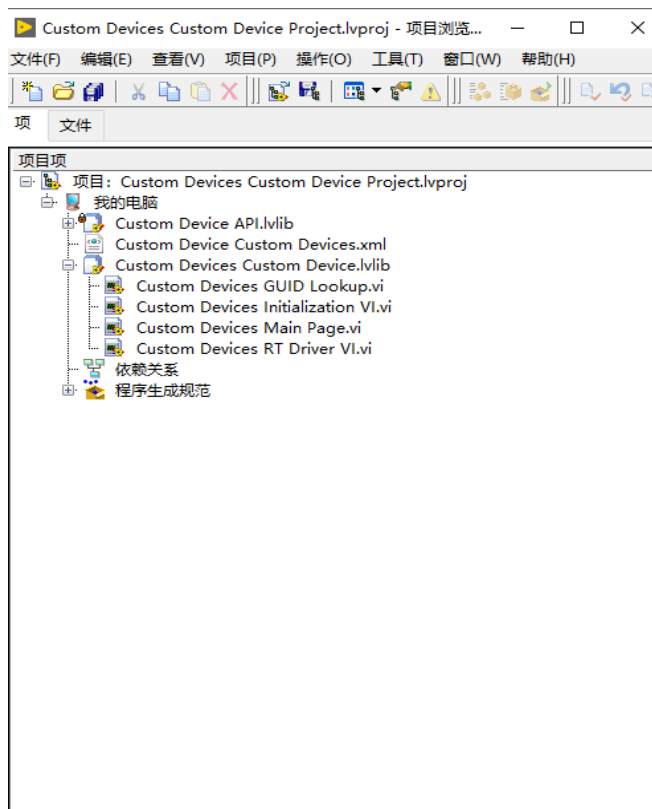 Custom Devices Custom Device Project.lvproj - 项目浏览...
文件(F) 编辑(E) 查看(V) 项目(P) 操作(O) 工具(T) 窗口(W) 帮助(H)
项 文件
项目项
项目：Custom Devices Custom Device Project.lvproj
我的电脑
Custom Device API.lvlib
Custom Device Custom Devices.xml
Custom Devices Custom Device.lvlib
Custom Devices GUID Lookup.vi
Custom Devices Initialization VI.vi
Custom Devices Main Page.vi
Custom Devices RT Driver VI.vi
依赖关系
程序生成规范